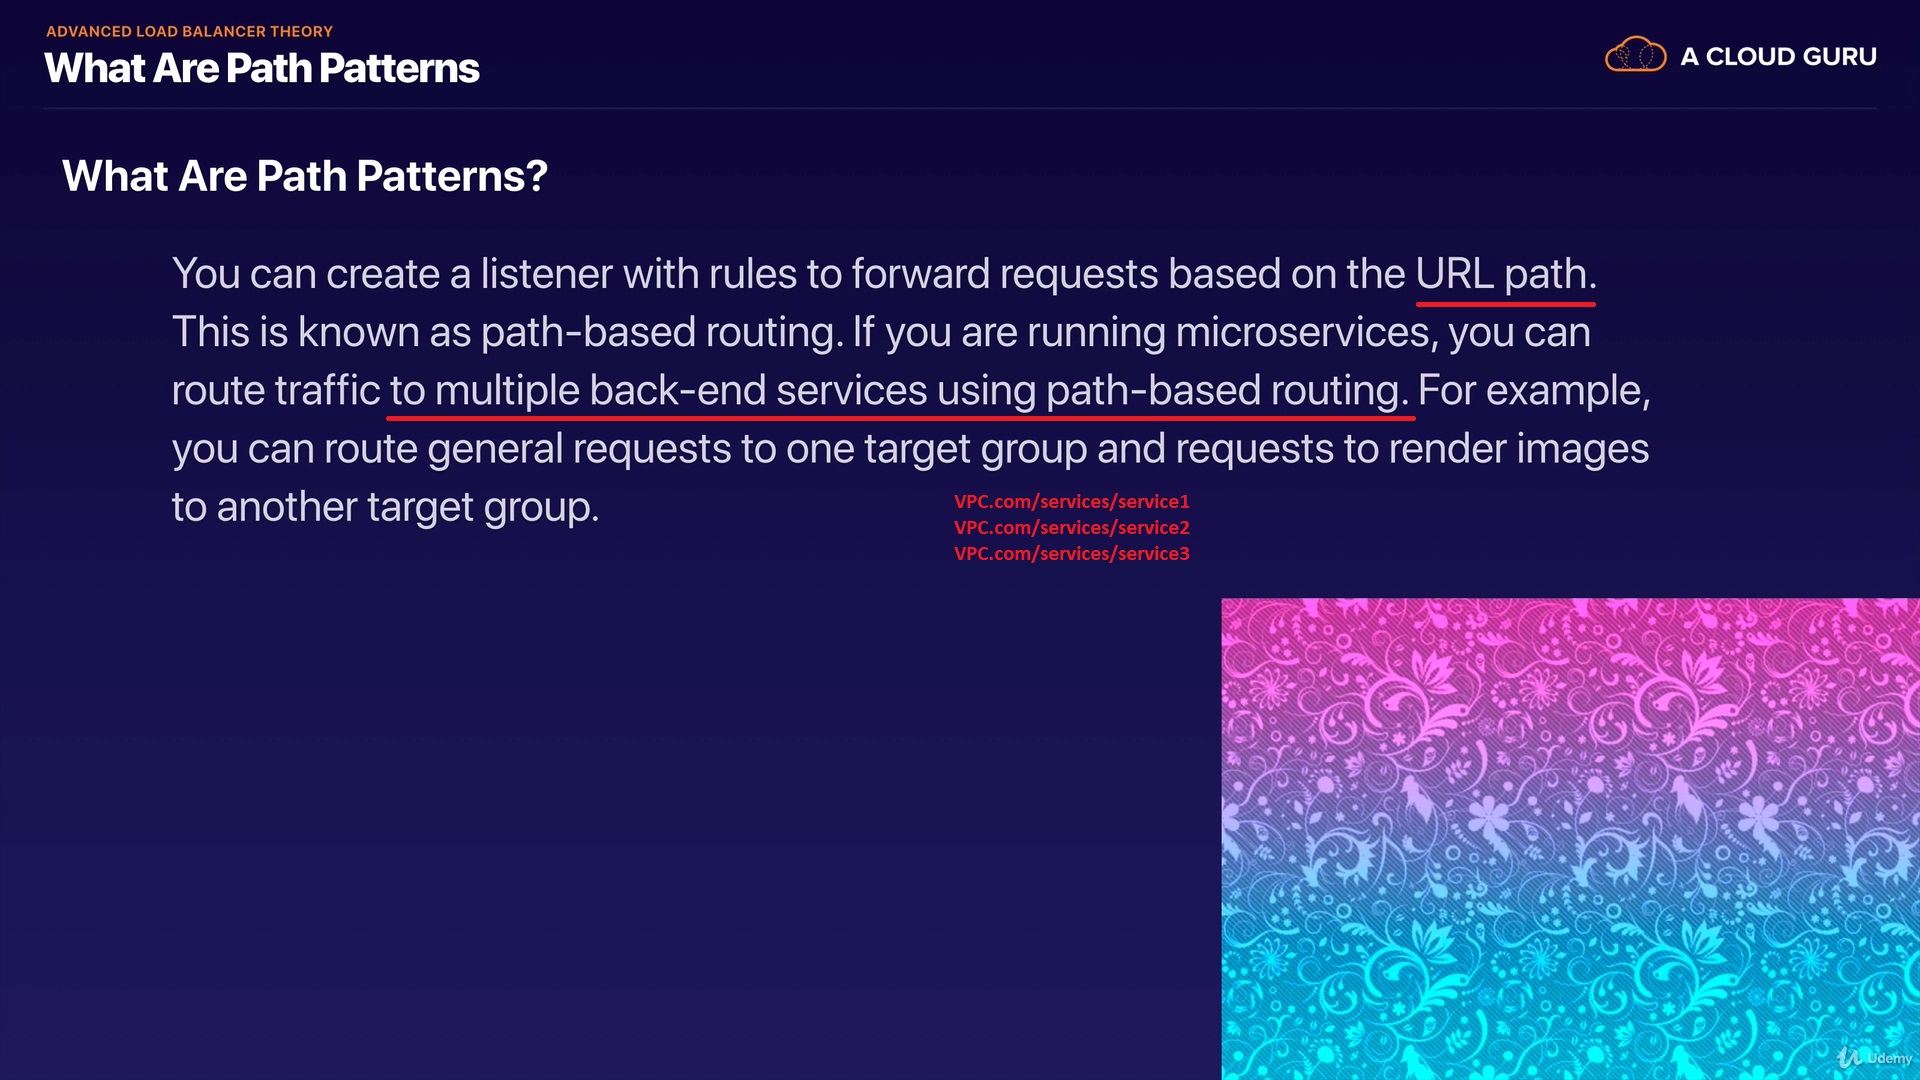 ADVANCED LOAD BALANCER THEORY
What Are Path Patterns
A CLOUD GURU
What Are Path Patterns?
You can create a listener with rules to forward requests based on the URL path.
This is known as path-based routing. If you are running microservices, you can
route traffic to multiple back-end services using path-based routing. For example,
you can route general requests to one target group and requests to render images
to another target group.
VPC.com/services/service1
VPC.com/services/service2
VPC.com/services/service3
Udemy